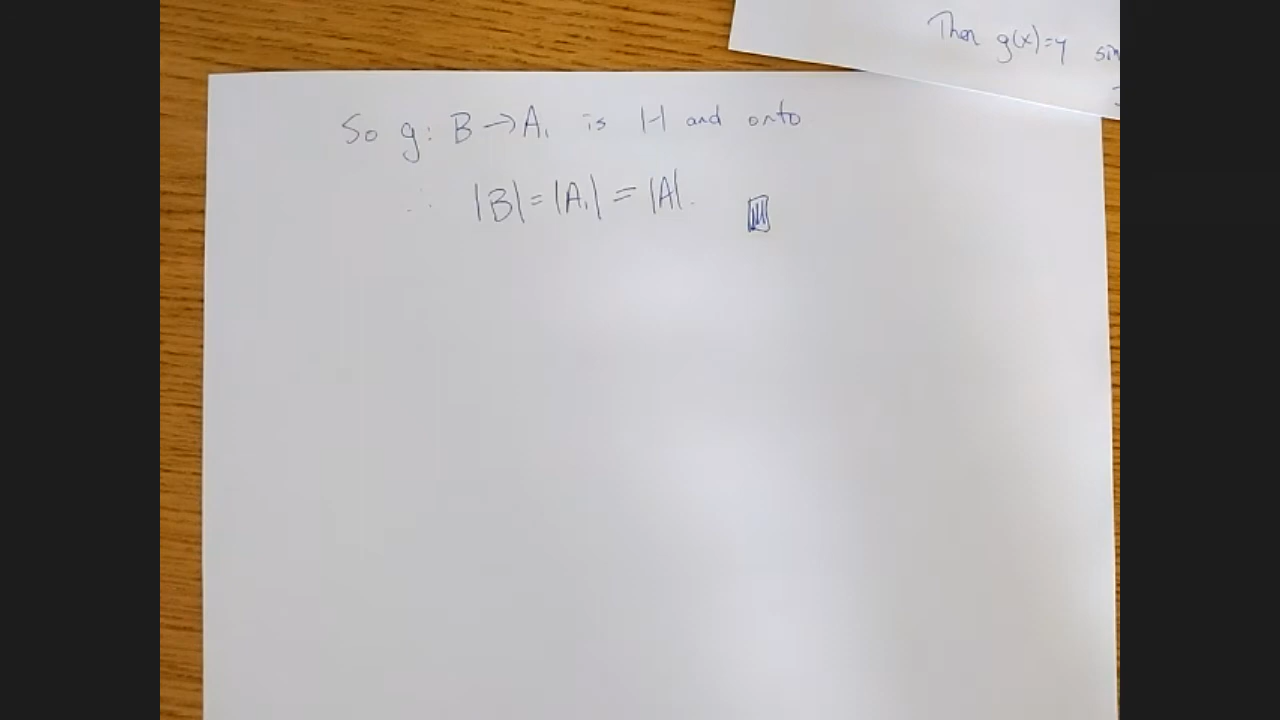 Then g(x)=y
So g: B→A₁ is 1-1 and onto
∴ |B|=|A₁|=|A|.